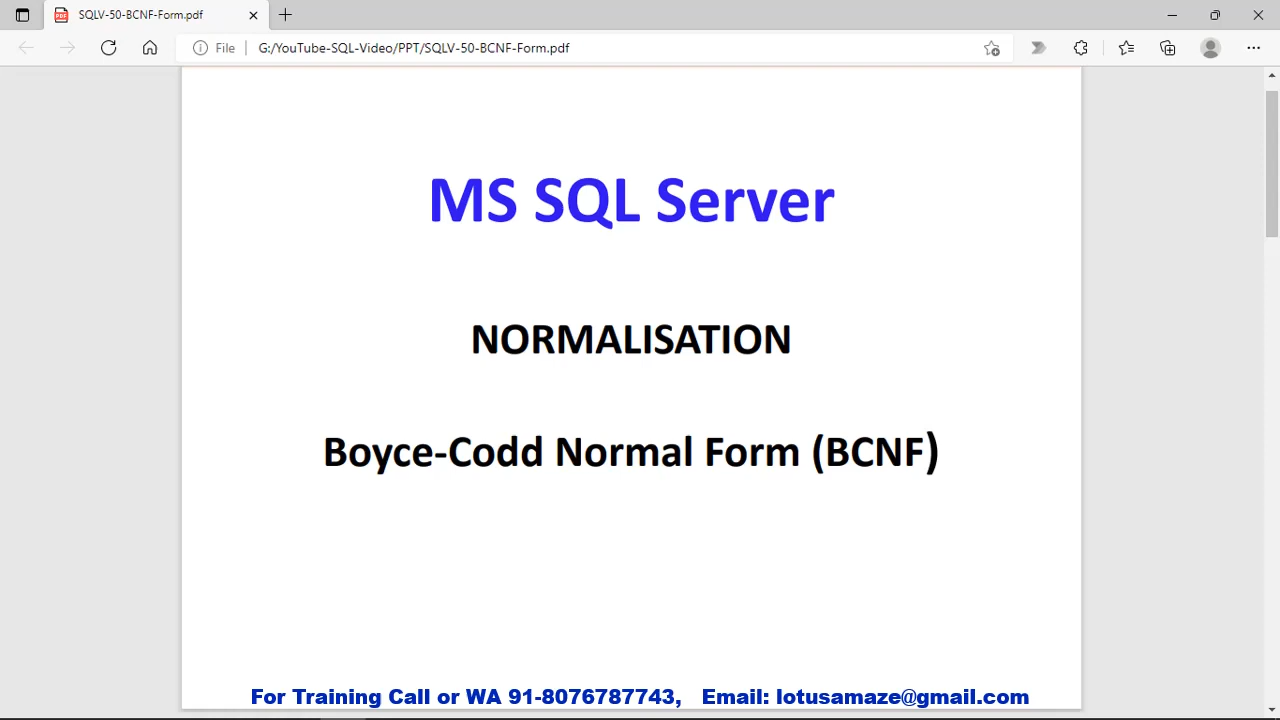 SQLV-50-BCNF-Form.pdf
File G:/YouTube-SQL-Video/PPT/SQLV-50-BCNF-Form.pdf
MS SQL Server
NORMALISATION
Boyce-Codd Normal Form (BCNF)
For Training Call or WA 91-8076787743, Email: lotusamaze@gmail.com